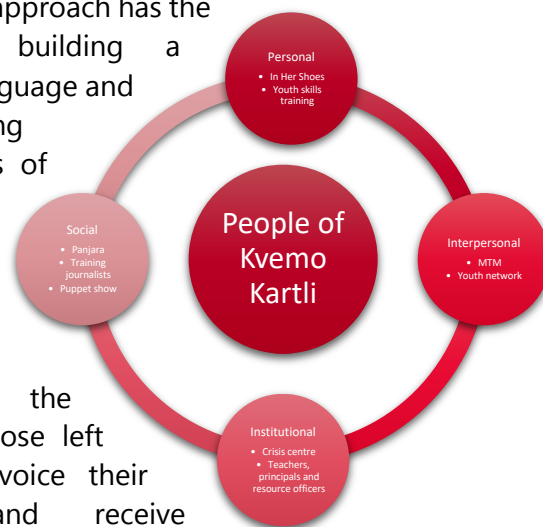 approach has the
building a
guage and
ng
s of
the
ose left
voice their
and receive
Personal
• In Her Shoes
• Youth skills
training
Interpersonal
• MTM
• Youth network
Institutional
• Crisis centre
• Teachers,
principals and
resource officers
Social
• Panjara
• Training
journalists
• Puppet show
People of
Kvemo
Kartli